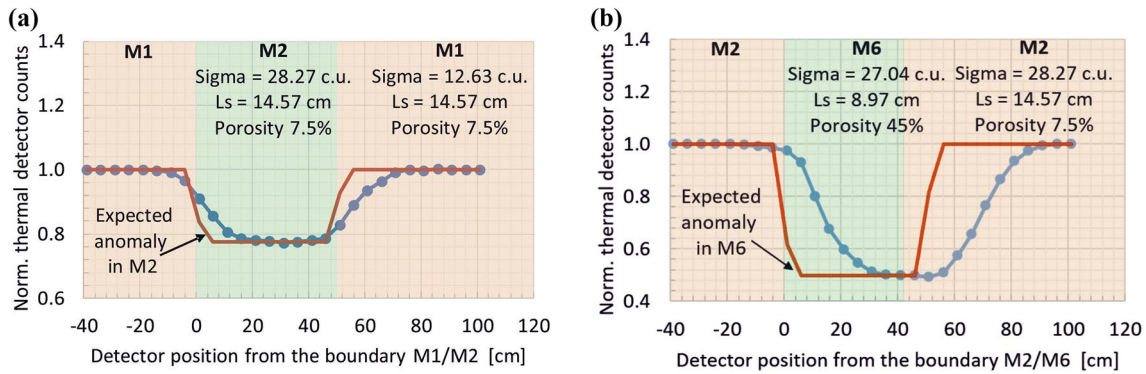 (a)
M1 M2 M1
Sigma = 28.27 c.u. Sigma = 12.63 c.u.
Ls = 14.57 cm Ls = 14.57 cm
Porosity 7.5% Porosity 7.5%
Expected
anomaly
in M2
Norm. thermal detector counts
1.4
1.2
1.0
0.8
0.6
-40 -20 0 20 40 60 80 100 120
Detector position from the boundary M1/M2 [cm]
(b)
M2 M6 M2
Sigma = 27.04 c.u. Sigma = 28.27 c.u.
Ls = 8.97 cm Ls = 14.57 cm
Porosity 45% Porosity 7.5%
Expected
anomaly
in M6
Norm. thermal detector counts
1.4
1.2
1.0
0.8
0.6
0.4
-40 -20 0 20 40 60 80 100 120
Detector position from the boundary M2/M6 [cm]